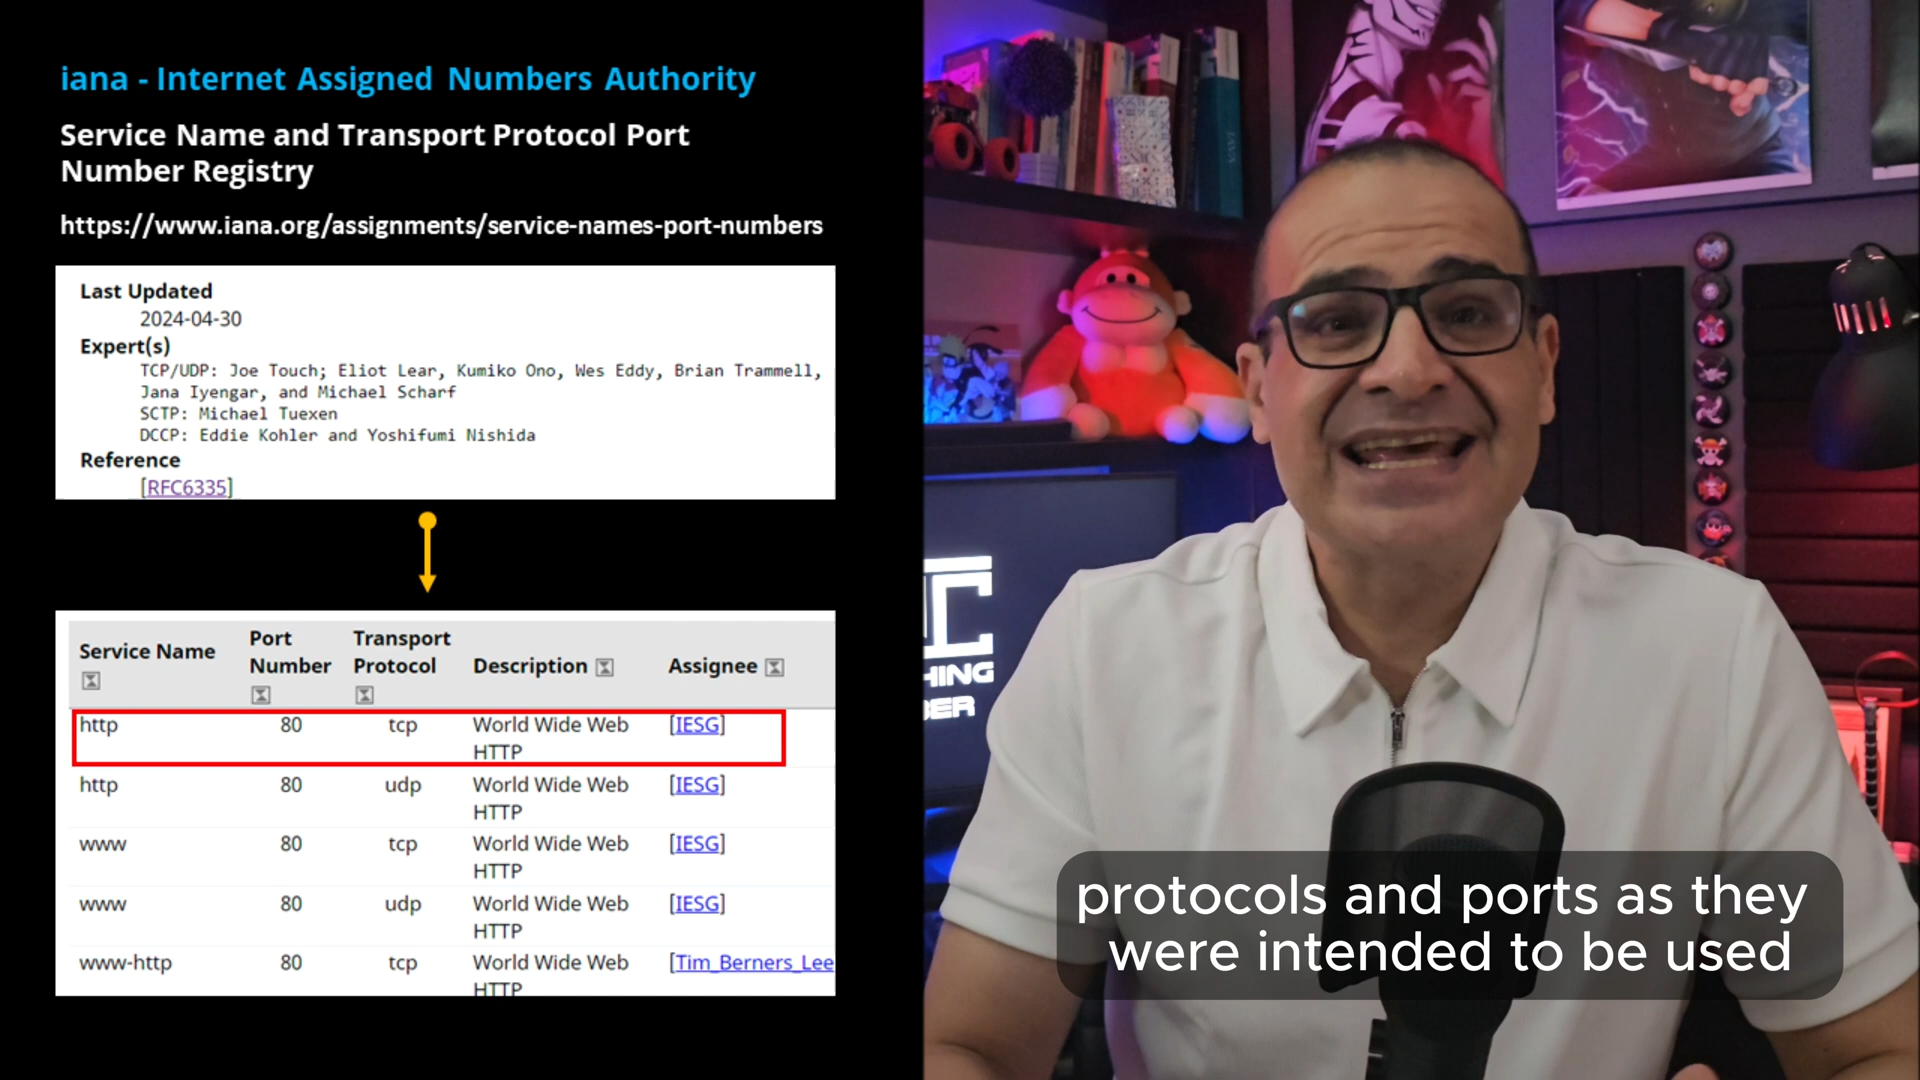 iana - Internet Assigned Numbers Authority
Service Name and Transport Protocol Port
Number Registry
https://www.iana.org/assignments/service-names-port-numbers
Last Updated
2024-04-30
Expert(s)
TCP/UDP: Joe Touch; Eliot Lear, Kumiko Ono, Wes Eddy, Brian Trammell,
Jana Iyengar, and Michael Scharf
SCTP: Michael Tuexen
DCCP: Eddie Kohler and Yoshifumi Nishida
Reference
[RFC6335]
Service Name Port Number Transport Protocol Description Assignee
http 80 tcp World Wide Web HTTP [IESG]
http 80 udp World Wide Web HTTP [IESG]
www 80 tcp World Wide Web HTTP [IESG]
www 80 udp World Wide Web HTTP [IESG]
www-http 80 tcp World Wide Web HTTP [Tim_Berners_Lee
JAVA
HING
BER
protocols and ports as they
were intended to be used